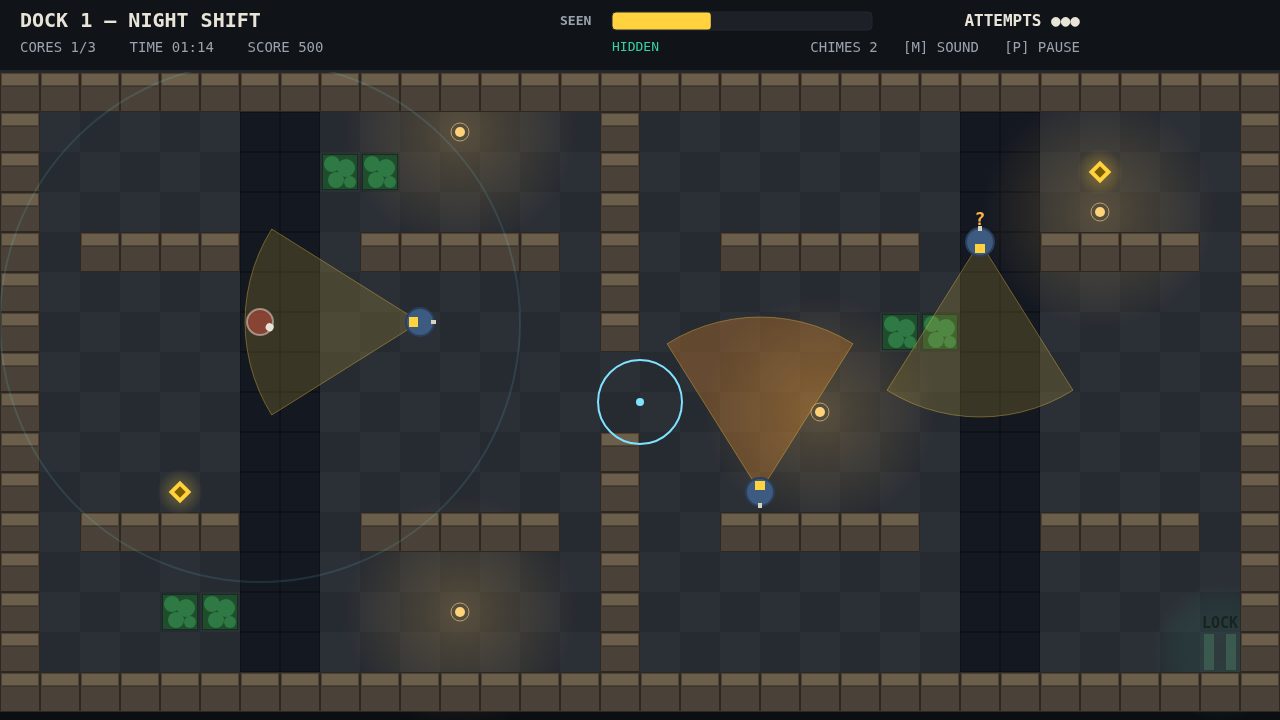 DOCK 1 — NIGHT SHIFT SEEN ATTEMPTS
CORES 1/3 TIME 01:14 SCORE 500 HIDDEN CHIMES 2 [M] SOUND [P] PAUSE
?
LOCK